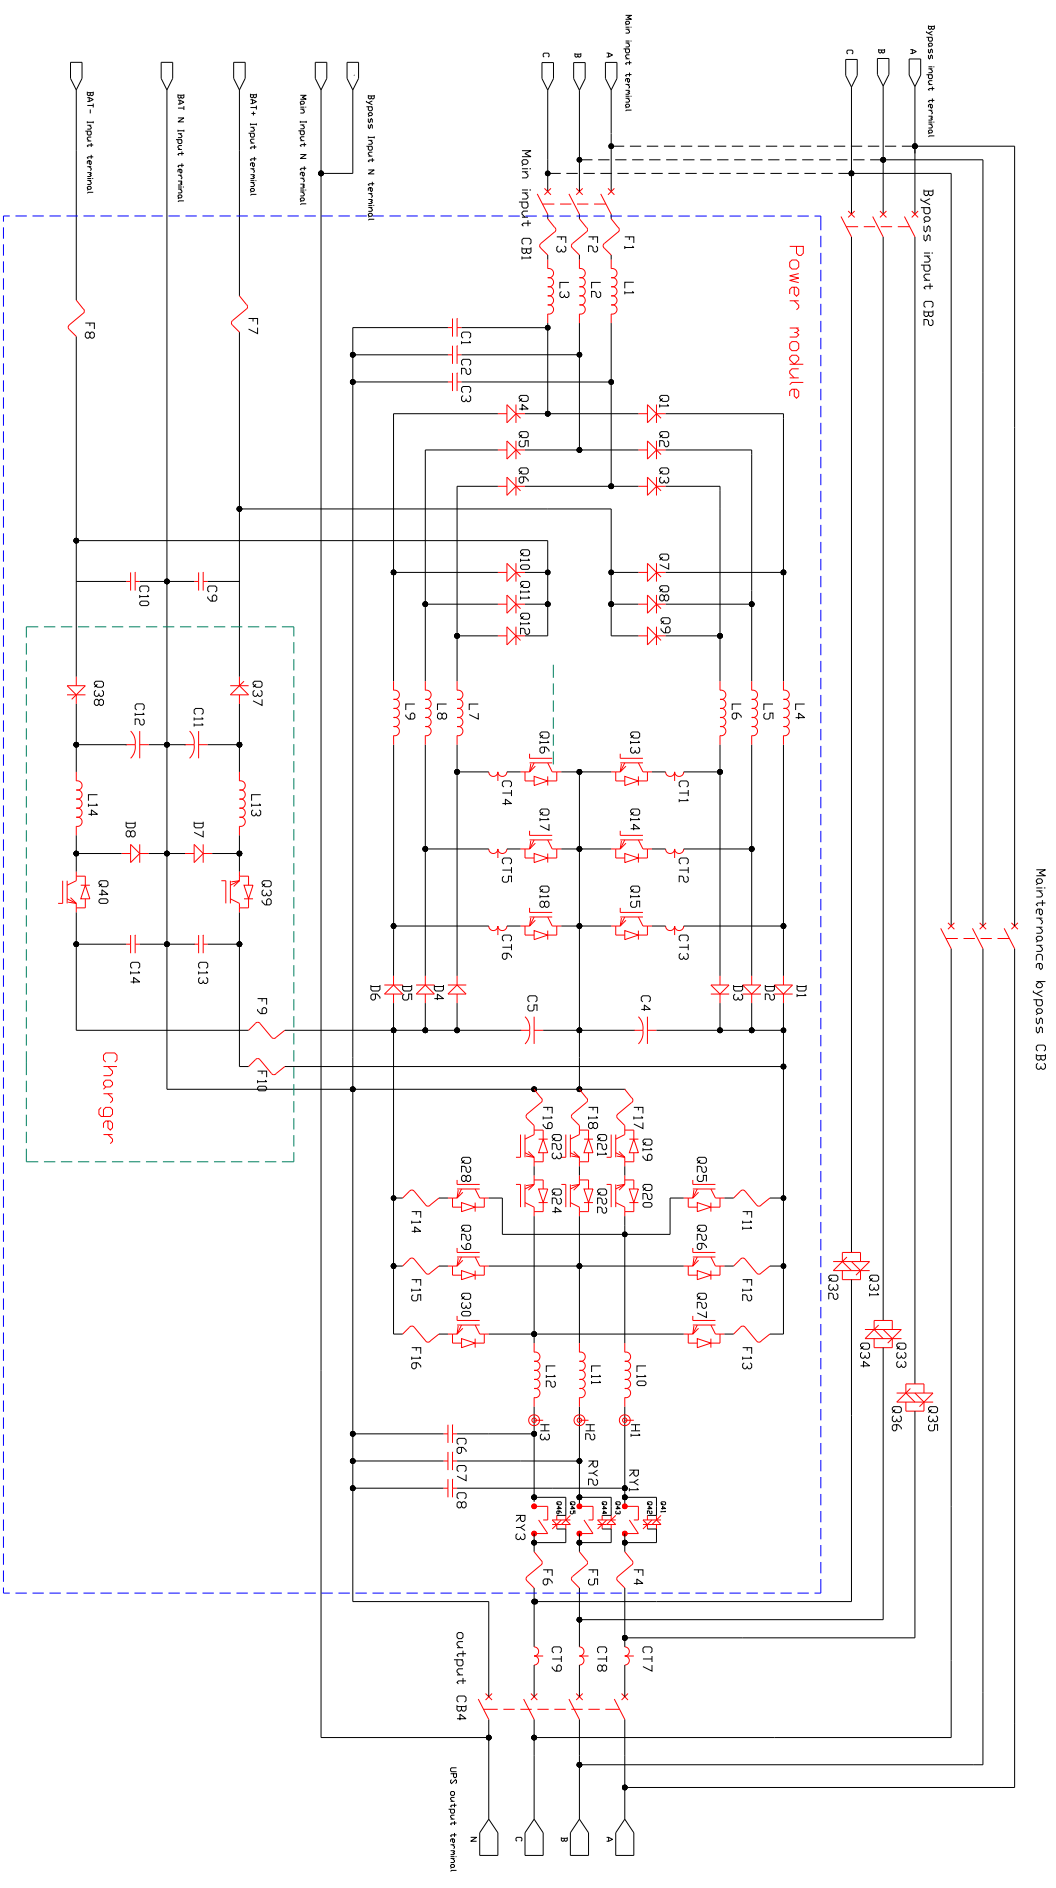 Mainternance bypass CB3
Bypass input terminal
A
B
C
Bypass input CB2
Q35
Q36
Q33
Q34
Q31
Q32
Power module
Main input terminal
A
B
C
Main input CB1
F1
F2
F3
L1
L2
L3
C1
C2
C3
Q1
Q2
Q3
Q4
Q5
Q6
Q7
Q8
Q9
Q10
Q11
Q12
L4
L5
L6
L7
L8
L9
Q13
Q14
Q15
CT1
CT2
CT3
Q16
Q17
Q18
CT4
CT5
CT6
D1
D2
D3
D4
D5
D6
C4
C5
F17
F18
F19
Q19
Q20
Q21
Q22
Q23
Q24
Q25
Q26
Q27
F11
F12
F13
Q28
Q29
Q30
F14
F15
F16
L10
L11
L12
H1
H2
H3
C6
C7
C8
RY1
RY2
RY3
Q41
Q42
Q43
Q44
Q45
Q46
F4
F5
F6
CT7
CT8
CT9
output CB4
A
B
C
N
UPS output terminal
Bypass Input N terminal
Main Input N terminal
BAT+ Input terminal
BAT N Input terminal
BAT- Input terminal
F7
F8
C9
C10
Q37
Q38
C11
C12
L13
L14
D7
D8
Q39
Q40
C13
C14
F9
F10
Charger